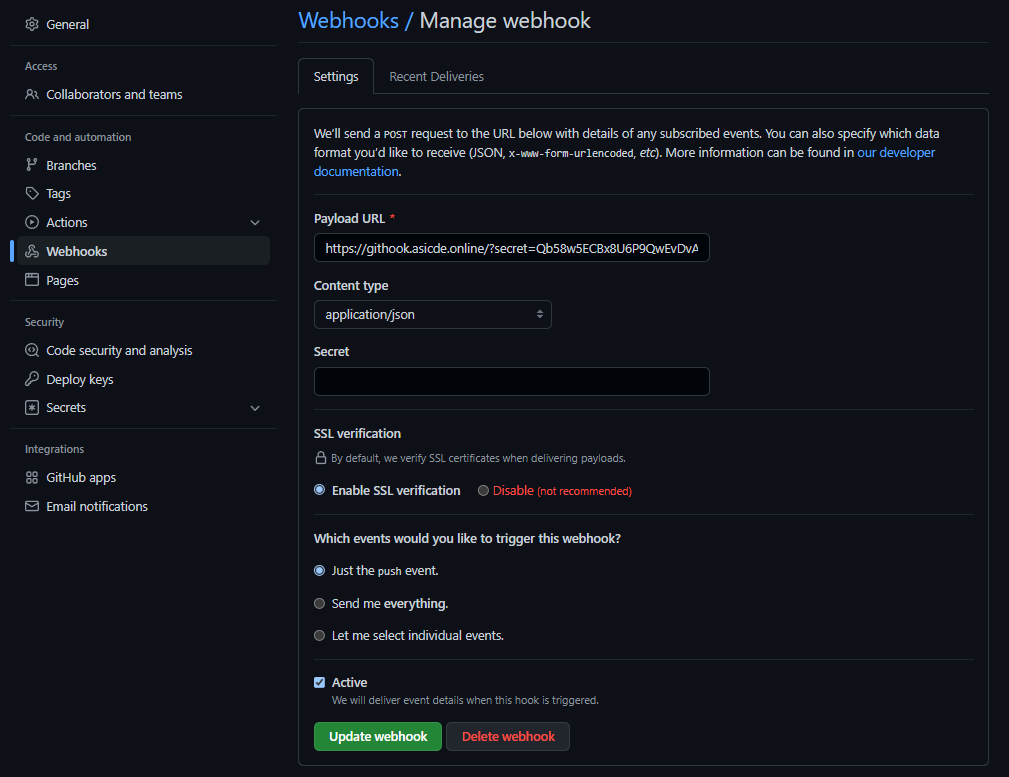 General
Access
Collaborators and teams
Code and automation
Branches
Tags
Actions
Webhooks
Pages
Security
Code security and analysis
Deploy keys
Secrets
Integrations
GitHub apps
Email notifications
Webhooks / Manage webhook
Settings
Recent Deliveries
We'll send a POST request to the URL below with details of any subscribed events. You can also specify which data
format you'd like to receive (JSON, x-www-form-urlencoded, etc). More information can be found in our developer
documentation.
Payload URL *
https://githook.asicde.online/?secret=Qb58w5ECBx8U6P9QwEvDvA
Content type
application/json
Secret
SSL verification
By default, we verify SSL certificates when delivering payloads.
Enable SSL verification
Disable (not recommended)
Which events would you like to trigger this webhook?
Just the push event.
Send me everything.
Let me select individual events.
Active
We will deliver event details when this hook is triggered.
Update webhook
Delete webhook